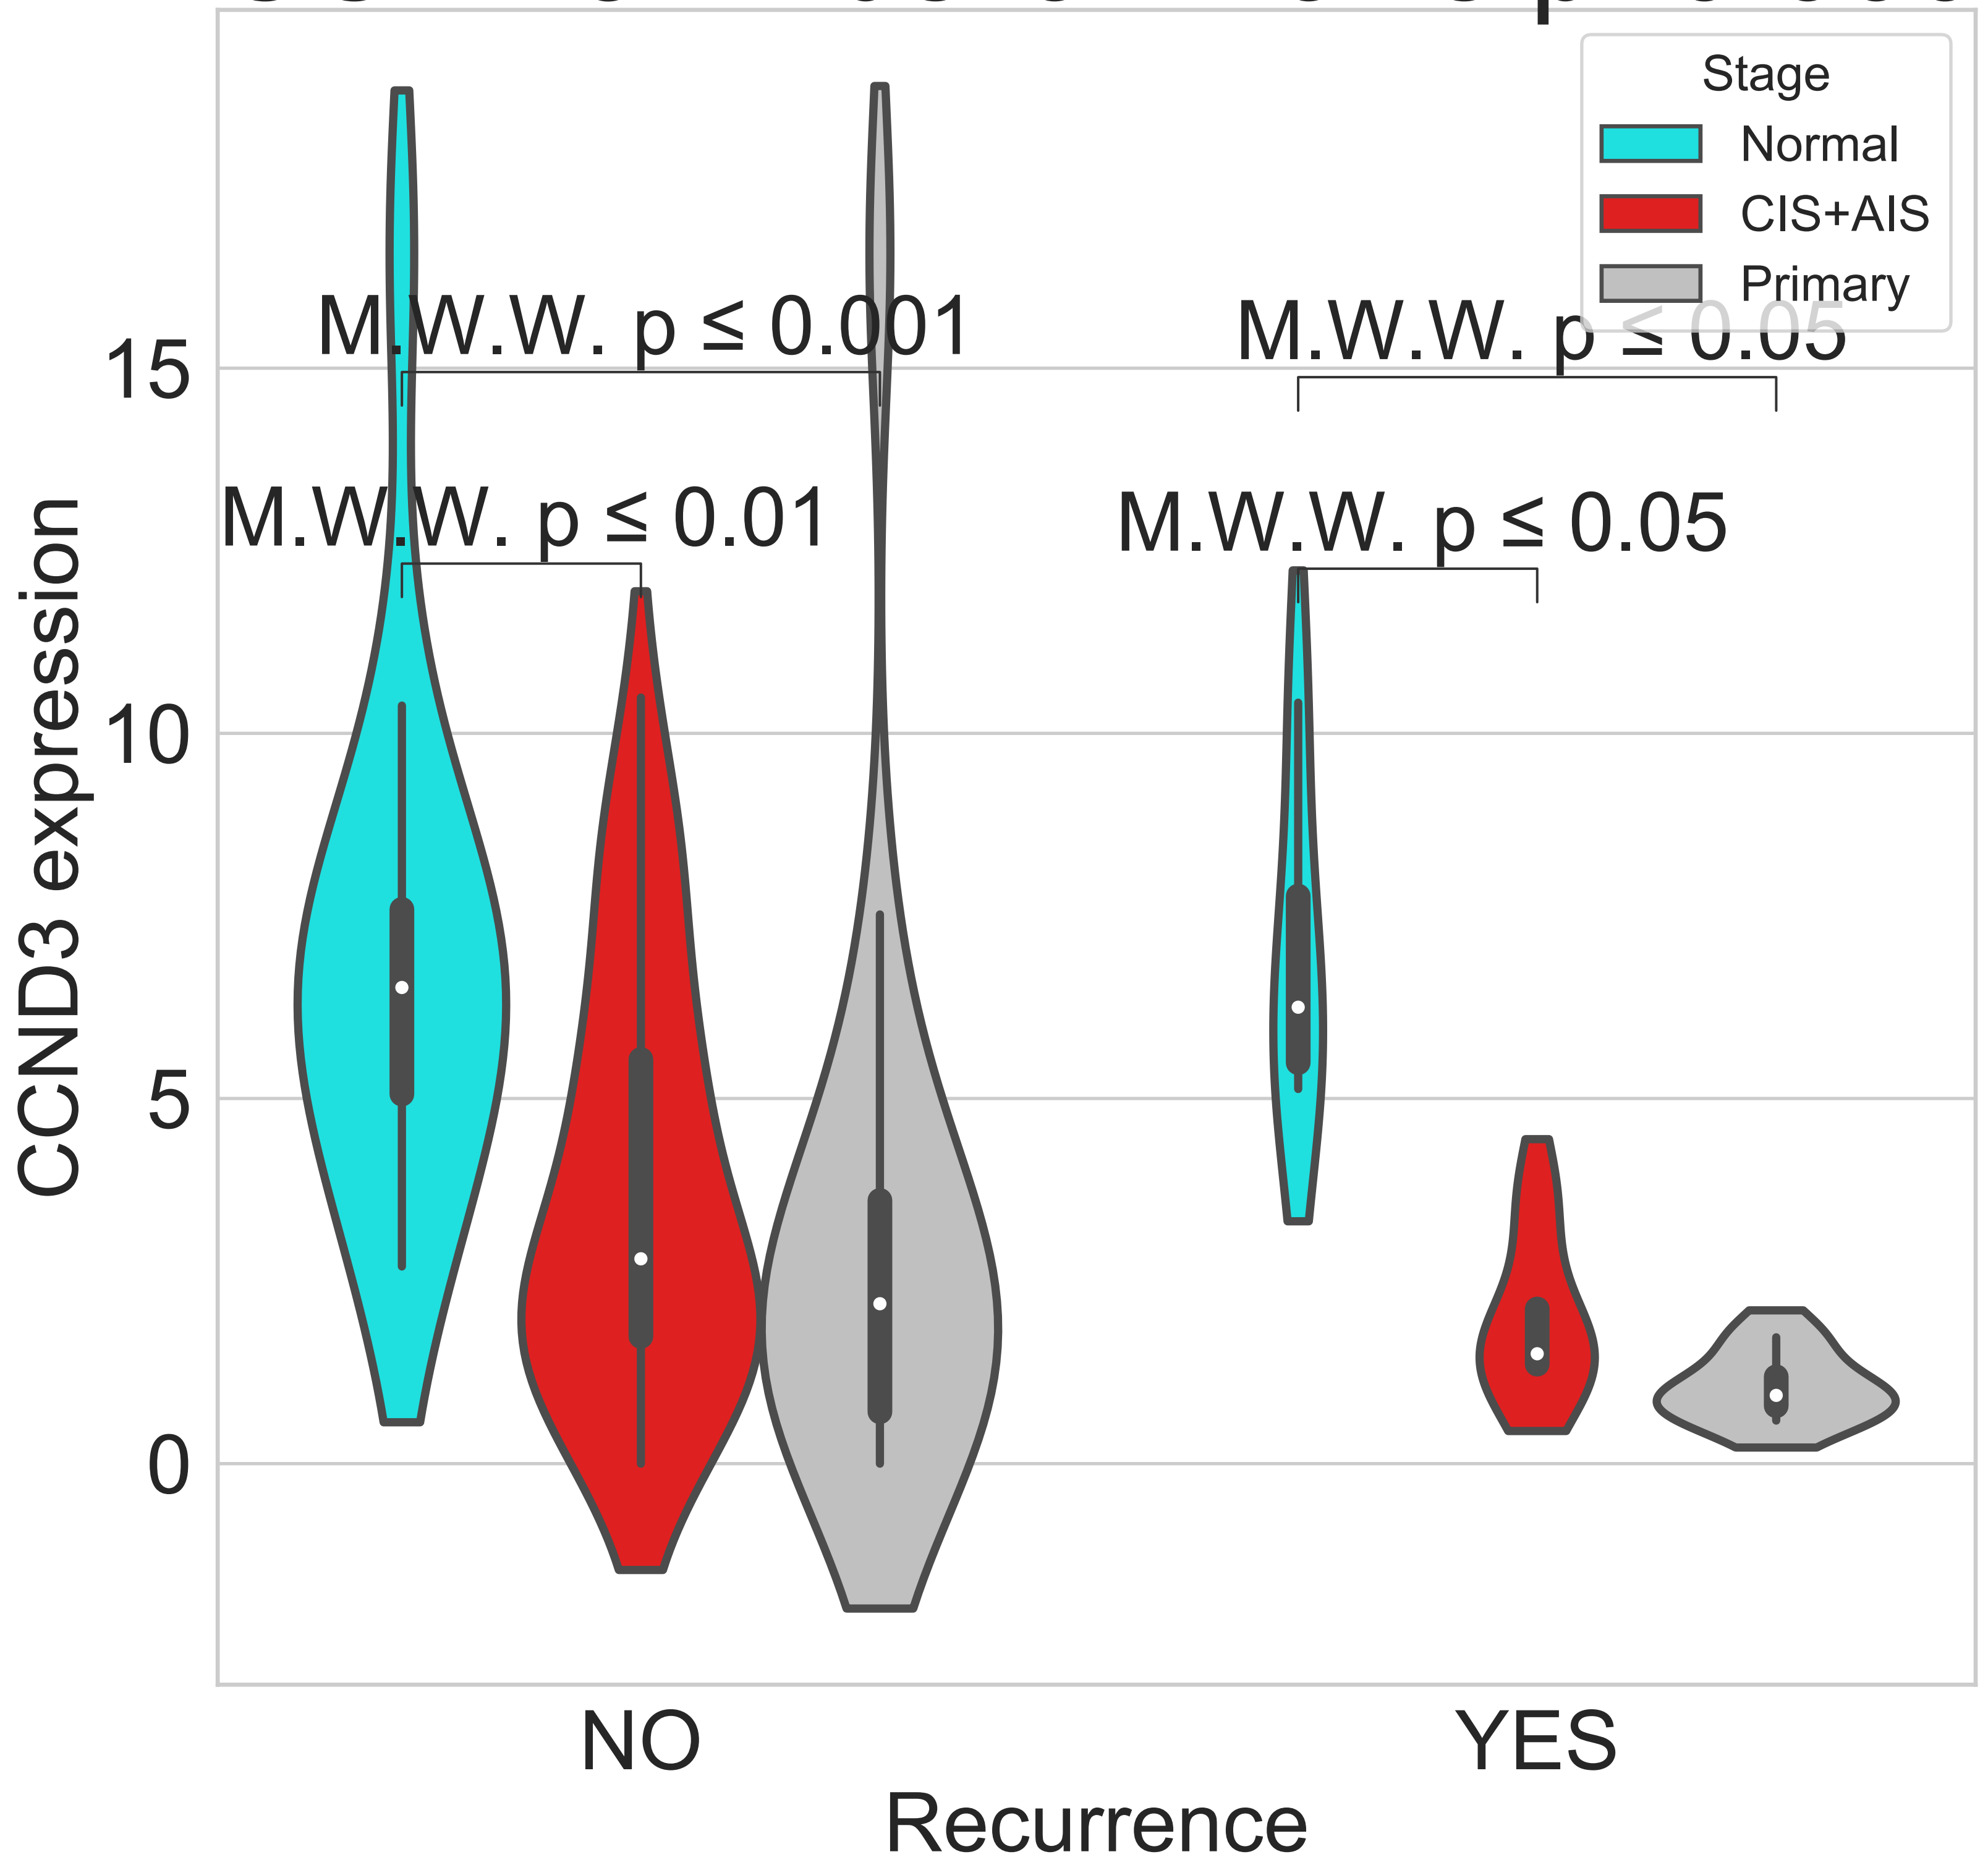 Stage
Normal
CIS+AIS
Primary
M.W.W. p ≤ 0.001
M.W.W. p ≤ 0.05
M.W.W. p ≤ 0.01
M.W.W. p ≤ 0.05
15
10
5
0
CCND3 expression
NO
YES
Recurrence